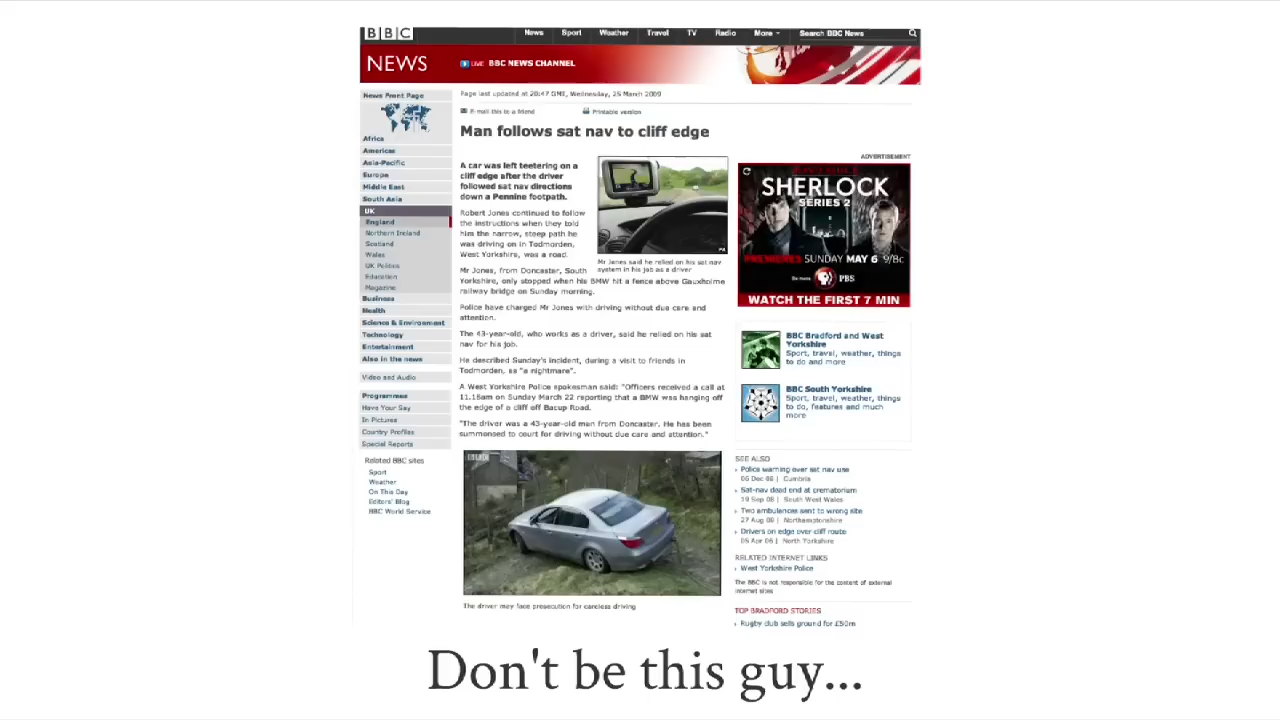 BBC
News Sport Weather Travel TV Radio More Search BBC News
NEWS
LIVE BBC NEWS CHANNEL
Page last updated at 20:47 GMT, Wednesday, 25 March 2009
E-mail this to a friend
Printable version
News Front Page
Africa
Americas
Asia-Pacific
Europe
Middle East
South Asia
UK
England
Northern Ireland
Scotland
Wales
UK Politics
Education
Magazine
Business
Health
Science & Environment
Technology
Entertainment
Also in the news
Video and Audio
Programmes
Have Your Say
In Pictures
Country Profiles
Special Reports
Related BBC sites
Sport
Weather
On This Day
Editors' Blog
BBC World Service
Man follows sat nav to cliff edge
A car was left teetering on a
cliff edge after the driver
followed sat nav directions
down a Pennine footpath.
Robert Jones continued to follow
the instructions when they told
him the narrow, steep path he
was driving on in Todmorden,
West Yorkshire, was a road.
Mr Jones, from Doncaster, South
Yorkshire, only stopped when his BMW hit a fence above Gauxholme
railway bridge on Sunday morning.
Police have charged Mr Jones with driving without due care and
attention.
The 43-year-old, who works as a driver, said he relied on his sat
nav for his job.
He described Sunday's incident, during a visit to friends in
Todmorden, as "a nightmare".
A West Yorkshire Police spokesman said: "Officers received a call at
11.18am on Sunday March 22 reporting that a BMW was hanging off
the edge of a cliff off Bacup Road.
"The driver was a 43-year-old man from Doncaster. He has been
summonsed to court for driving without due care and attention."
PA
Mr Jones said he relied on his sat nav
system in his job as a driver
BBC
The driver may face prosecution for careless driving
ADVERTISEMENT
SHERLOCK
SERIES 2
PREMIERES SUNDAY MAY 6 9/8c
Be more PBS
WATCH THE FIRST 7 MIN
BBC Bradford and West
Yorkshire
Sport, travel, weather, things
to do and more
BBC South Yorkshire
Sport, travel, weather, things
to do, features and much
more
SEE ALSO
Police warning over sat nav use
Cumbria
Sat-nav dead end at prematorium
South West Wales
Two ambulances sent to wrong site
Northamptonshire
Drivers on edge over cliff route
North Yorkshire
RELATED INTERNET LINKS
West Yorkshire Police
The BBC is not responsible for the content of external
internet sites
TOP BRADFORD STORIES
Rugby club sells ground for £50m
Don't be this guy...